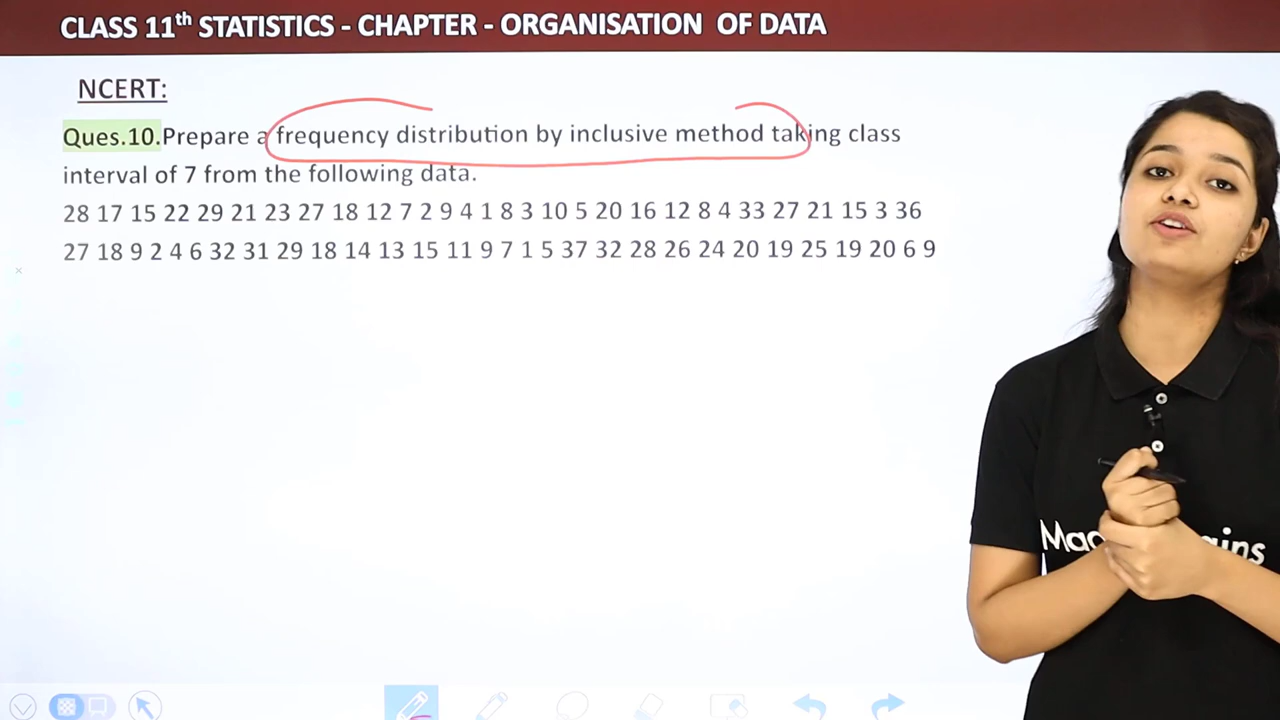 CLASS 11th STATISTICS - CHAPTER - ORGANISATION OF DATA
NCERT:
Ques.10.Prepare a frequency distribution by inclusive method taking class
interval of 7 from the following data.
28 17 15 22 29 21 23 27 18 12 7 2 9 4 1 8 3 10 5 20 16 12 8 4 33 27 21 15 3 36
27 18 9 2 4 6 32 31 29 18 14 13 15 11 9 7 1 5 37 32 28 26 24 20 19 25 19 20 6 9